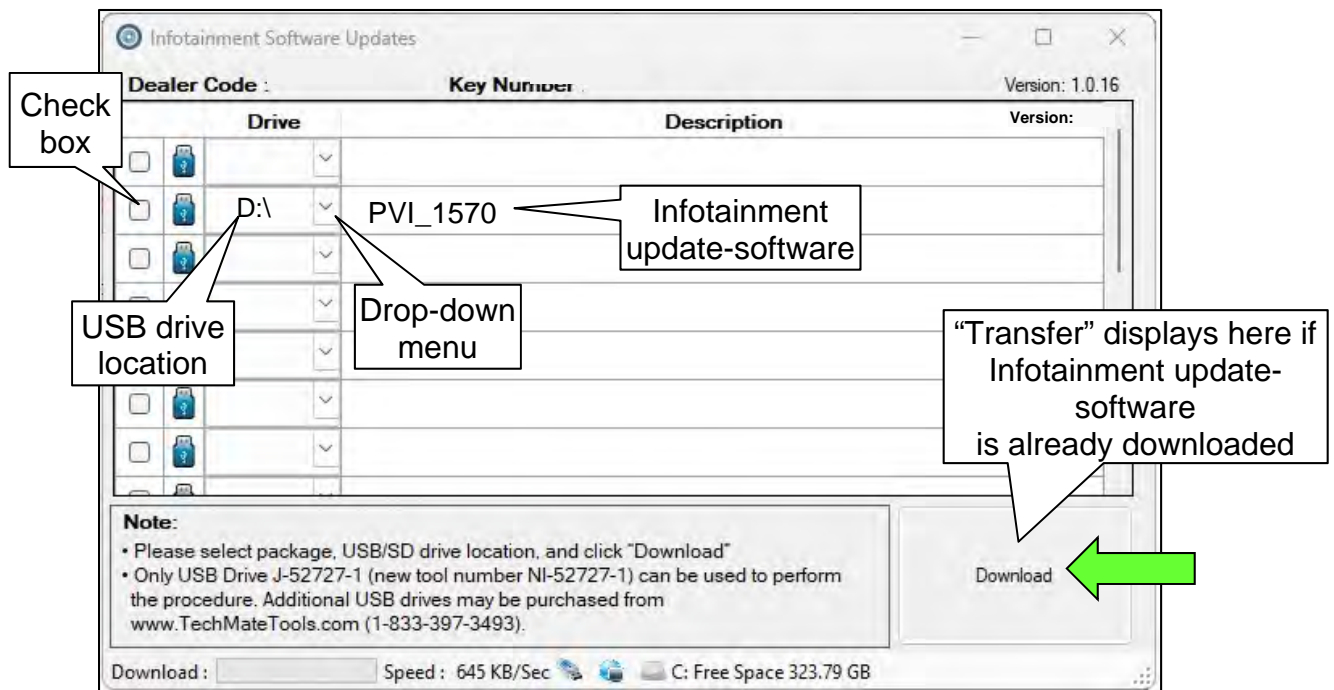 Infotainment Software Updates
Dealer Code : Key Number Version: 1.0.16
Check
box
Drive Description Version:
D:\ PVI_1570
Infotainment
update-software
USB drive
location
Drop-down
menu
“Transfer” displays here if
Infotainment update-
software
is already downloaded
Note:
• Please select package, USB/SD drive location, and click "Download"
• Only USB Drive J-52727-1 (new tool number NI-52727-1) can be used to perform
the procedure. Additional USB drives may be purchased from
www.TechMateTools.com (1-833-397-3493).
Download
Download : Speed : 645 KB/Sec C: Free Space 323.79 GB